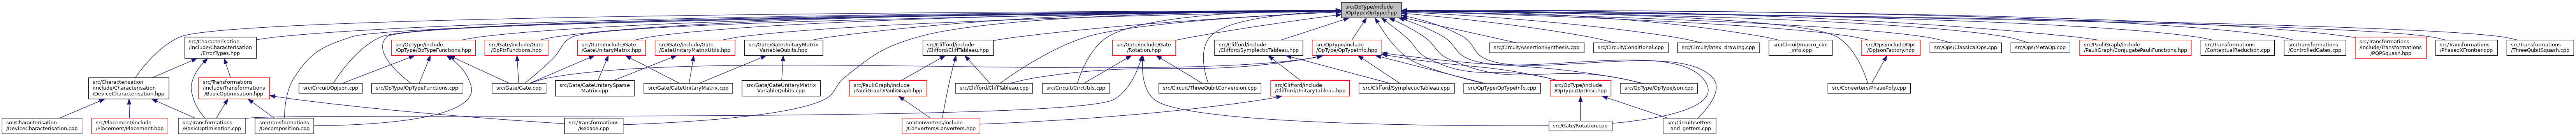 src/OpType/include
/OpType/OpType.hpp
src/Characterisation
/include/Characterisation
/ErrorTypes.hpp
src/OpType/include
/OpType/OpTypeFunctions.hpp
src/Gate/include/Gate
/OpPtrFunctions.hpp
src/Gate/include/Gate
/GateUnitaryMatrix.hpp
src/Gate/include/Gate
/GateUnitaryMatrixUtils.hpp
src/Gate/GateUnitaryMatrix
VariableQubits.hpp
src/Clifford/include
/Clifford/CliffTableau.hpp
src/Gate/include/Gate
/Rotation.hpp
src/Clifford/include
/Clifford/SymplecticTableau.hpp
src/OpType/include
/OpType/OpTypeInfo.hpp
src/Circuit/AssertionSynthesis.cpp
src/Circuit/Conditional.cpp
src/Circuit/latex_drawing.cpp
src/Circuit/macro_circ
_info.cpp
src/Ops/include/Ops
/OpJsonFactory.hpp
src/Ops/ClassicalOps.cpp
src/Ops/MetaOp.cpp
src/PauliGraph/include
/PauliGraph/ConjugatePauliFunctions.hpp
src/Transformations
/ContextualReduction.cpp
src/Transformations
/ControlledGates.cpp
src/Transformations
/include/Transformations
/PQPSquash.hpp
src/Transformations
/PhasedXFrontier.cpp
src/Transformations
/ThreeQubitSquash.cpp
src/Characterisation
/include/Characterisation
/DeviceCharacterisation.hpp
src/Transformations
/include/Transformations
/BasicOptimisation.hpp
src/Circuit/OpJson.cpp
src/OpType/OpTypeFunctions.cpp
src/Gate/Gate.cpp
src/Gate/GateUnitarySparse
Matrix.cpp
src/Gate/GateUnitaryMatrix.cpp
src/Gate/GateUnitaryMatrix
VariableQubits.cpp
src/PauliGraph/include
/PauliGraph/PauliGraph.hpp
src/Clifford/CliffTableau.cpp
src/Circuit/CircUtils.cpp
src/Circuit/ThreeQubitConversion.cpp
src/Clifford/include
/Clifford/UnitaryTableau.hpp
src/Clifford/SymplecticTableau.cpp
src/OpType/OpTypeInfo.cpp
src/OpType/include
/OpType/OpDesc.hpp
src/OpType/OpTypeJson.cpp
src/Converters/PhasePoly.cpp
src/Characterisation
/DeviceCharacterisation.cpp
src/Placement/include
/Placement/Placement.hpp
src/Transformations
/BasicOptimisation.cpp
src/Transformations
/Decomposition.cpp
src/Transformations
/Rebase.cpp
src/Converters/include
/Converters/Converters.hpp
src/Gate/Rotation.cpp
src/Circuit/setters
_and_getters.cpp